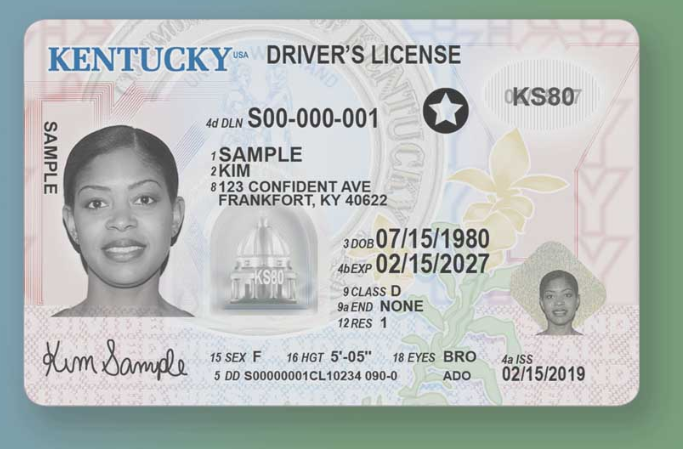 KENTUCKY USA DRIVER'S LICENSE
KS80
4d DLN S00-000-001
SAMPLE
1 SAMPLE
2 KIM
8 123 CONFIDENT AVE
FRANKFORT, KY 40622
3 DOB 07/15/1980
4b EXP 02/15/2027
KS80
9 CLASS D
9a END NONE
12 RES 1
Kim Sample
15 SEX F 16 HGT 5'-05" 18 EYES BRO 4a ISS
5 DD S00000001CL10234 090-0 ADO 02/15/2019